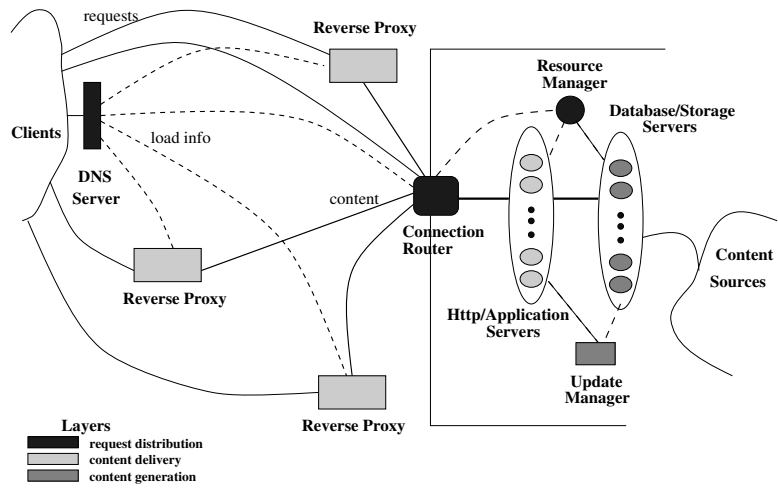 requests
Reverse Proxy
Resource
Manager
Database/Storage
Servers
Clients
load info
DNS
Server
content
Connection
Router
Content
Sources
Reverse Proxy
Http/Application
Servers
Update
Manager
Reverse Proxy
Layers
request distribution
content delivery
content generation